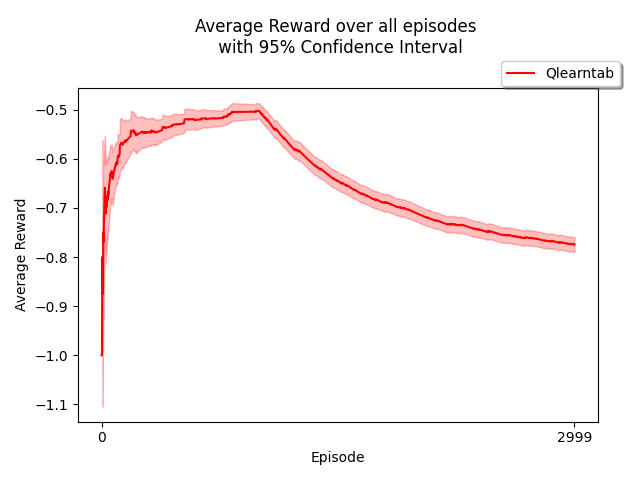 Average Reward over all episodes
with 95% Confidence Interval
Qlearntab
−0.5
−0.6
−0.7
−0.8
−0.9
−1.0
−1.1
Average Reward
0
2999
Episode